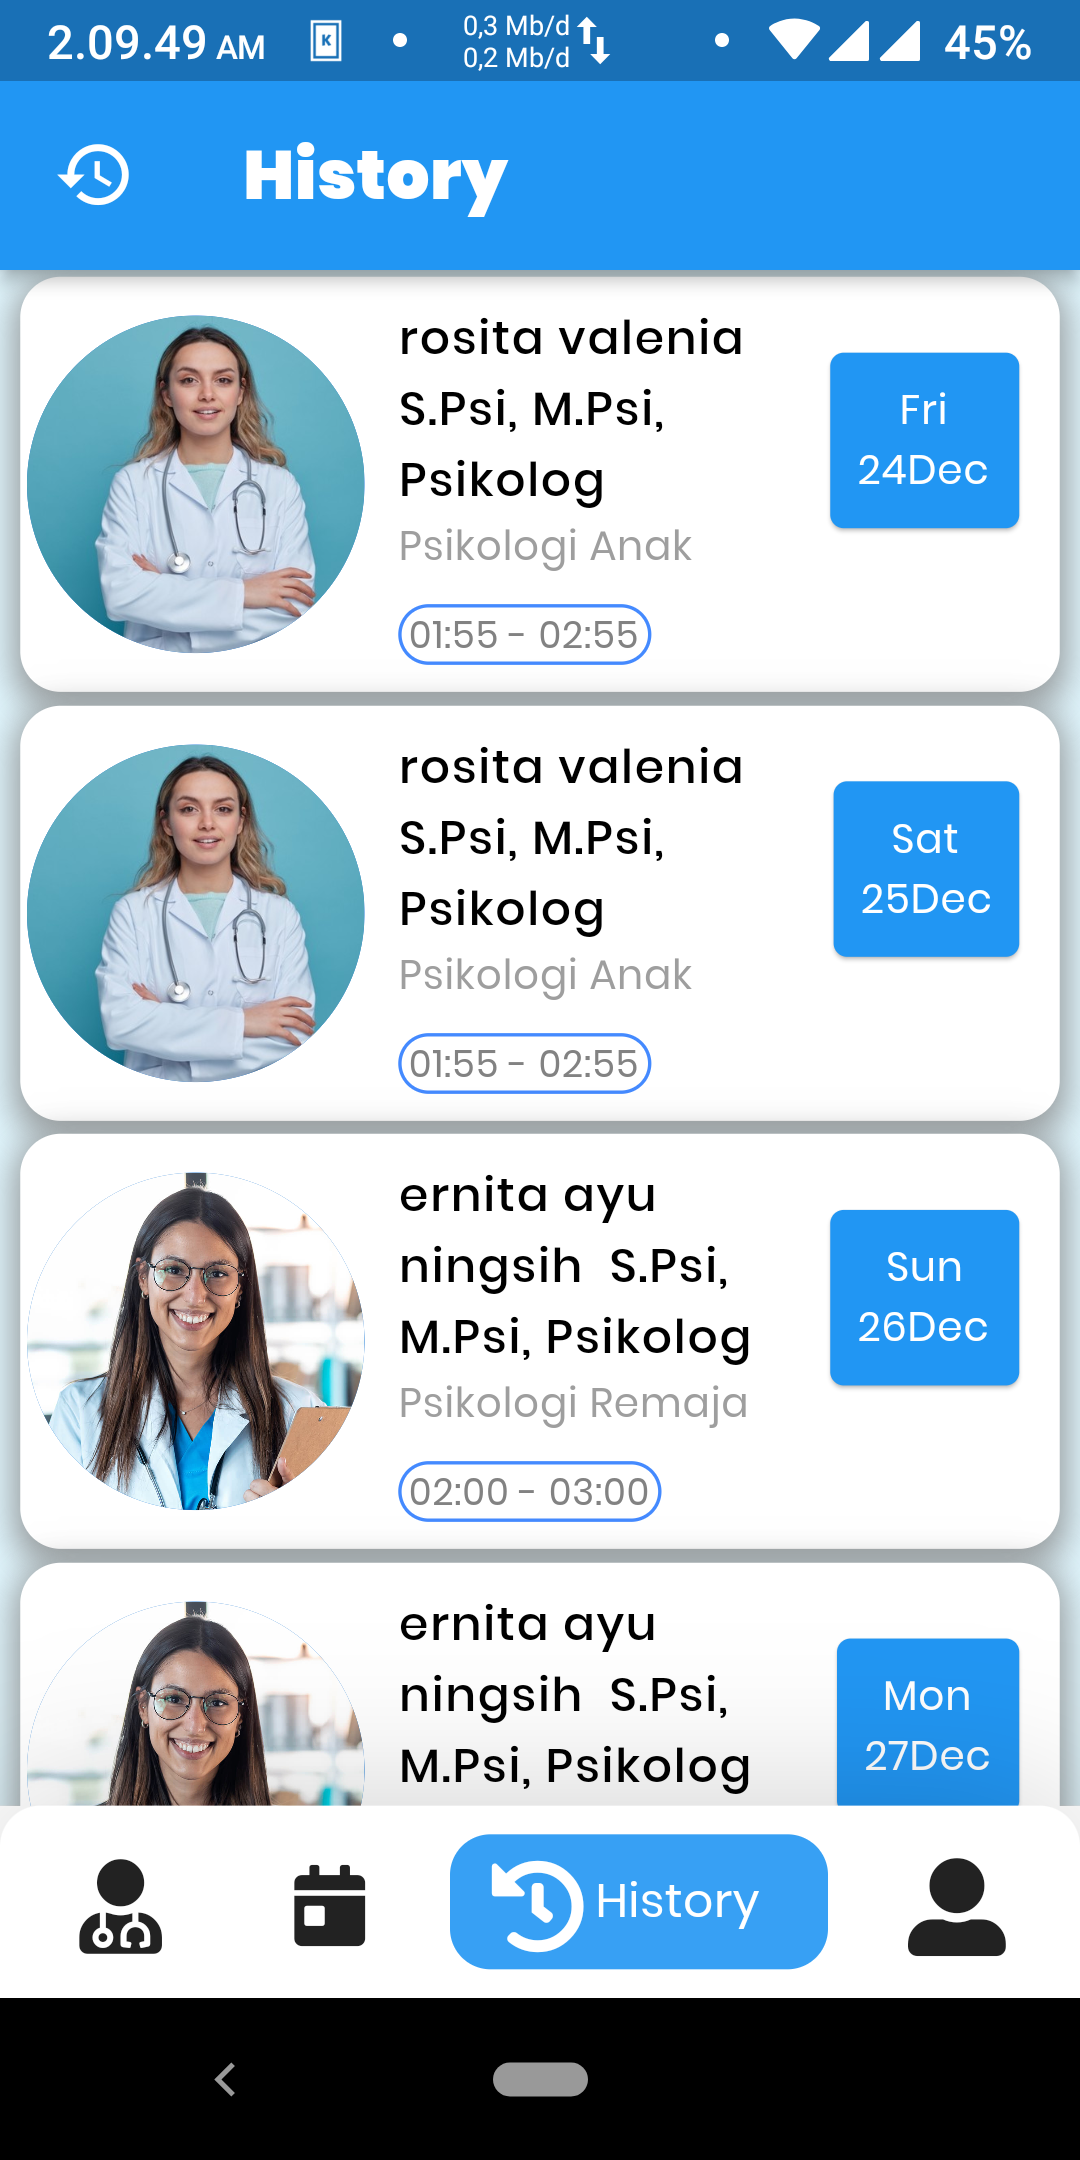 2.09.49 AM
K
0,3 Mb/d
0,2 Mb/d
45%
History
rosita valenia
S.Psi, M.Psi,
Psikolog
Psikologi Anak
01:55 - 02:55
Fri
24Dec
rosita valenia
S.Psi, M.Psi,
Psikolog
Psikologi Anak
01:55 - 02:55
Sat
25Dec
ernita ayu
ningsih  S.Psi,
M.Psi, Psikolog
Psikologi Remaja
02:00 - 03:00
Sun
26Dec
ernita ayu
ningsih  S.Psi,
M.Psi, Psikolog
Mon
27Dec
History